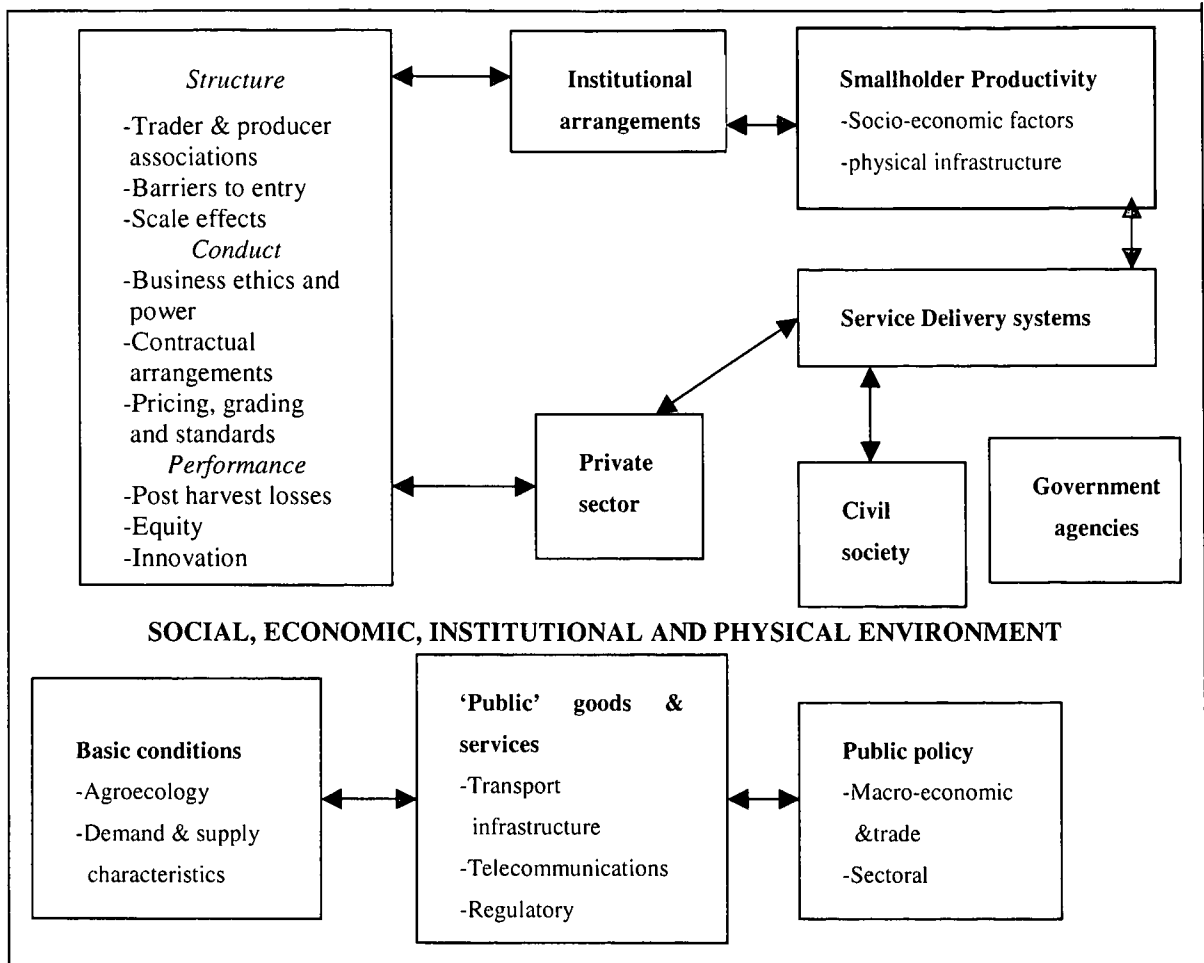 Structure
-Trader & producer
associations
-Barriers to entry
-Scale effects
Conduct
-Business ethics and
power
-Contractual
arrangements
-Pricing, grading
and standards
Performance
-Post harvest losses
-Equity
-Innovation
Institutional
arrangements
Smallholder Productivity
-Socio-economic factors
-physical infrastructure
Service Delivery systems
Private
sector
Civil
society
Government
agencies
SOCIAL, ECONOMIC, INSTITUTIONAL AND PHYSICAL ENVIRONMENT
Basic conditions
-Agroecology
-Demand & supply
characteristics
‘Public’ goods &
services
-Transport
infrastructure
-Telecommunications
-Regulatory
Public policy
-Macro-economic
&trade
-Sectoral